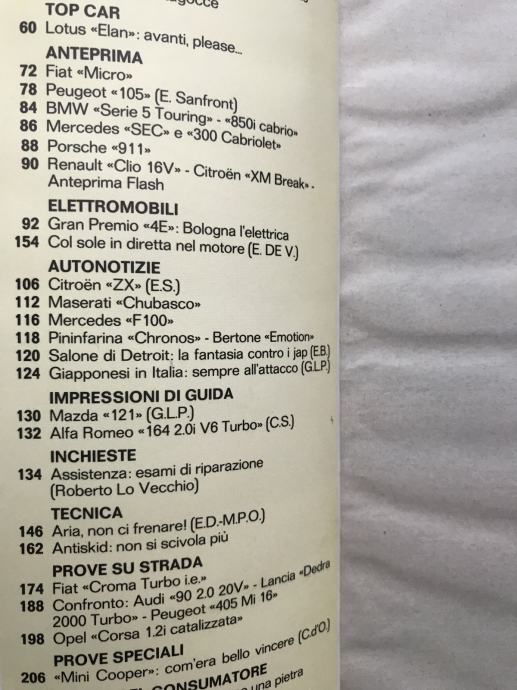 TOP CAR
60 Lotus «Elan»: avanti, please...
ANTEPRIMA
72 Fiat «Micro»
78 Peugeot «105» (E. Sanfront)
84 BMW «Serie 5 Touring» - «850i cabrio»
86 Mercedes «SEC» e «300 Cabriolet»
88 Porsche «911»
90 Renault «Clio 16V» - Citroën «XM Break» -
Anteprima Flash
ELETTROMOBILI
92 Gran Premio «4E»: Bologna l'elettrica
154 Col sole in diretta nel motore (E. DE V.)
AUTONOTIZIE
106 Citroën «ZX» (E.S.)
112 Maserati «Chubasco»
116 Mercedes «F100»
118 Pininfarina «Chronos» - Bertone «Emotion»
120 Salone di Detroit: la fantasia contro i jap (E.B.)
124 Giapponesi in Italia: sempre all'attacco (G.L.P.)
IMPRESSIONI DI GUIDA
130 Mazda «121» (G.L.P.)
132 Alfa Romeo «164 2.0i V6 Turbo» (C.S.)
INCHIESTE
134 Assistenza: esami di riparazione
(Roberto Lo Vecchio)
TECNICA
146 Aria, non ci frenare! (E.D.-M.P.O.)
162 Antiskid: non si scivola più
PROVE SU STRADA
174 Fiat «Croma Turbo i.e.»
188 Confronto: Audi «90 2.0 20V» - Lancia «Dedra
2000 Turbo» - Peugeot «405 Mi 16»
198 Opel «Corsa 1.2i catalizzata»
PROVE SPECIALI
206 «Mini Cooper»: com'era bello vincere (C.d'O.)
CONSUMATORE
una pietra